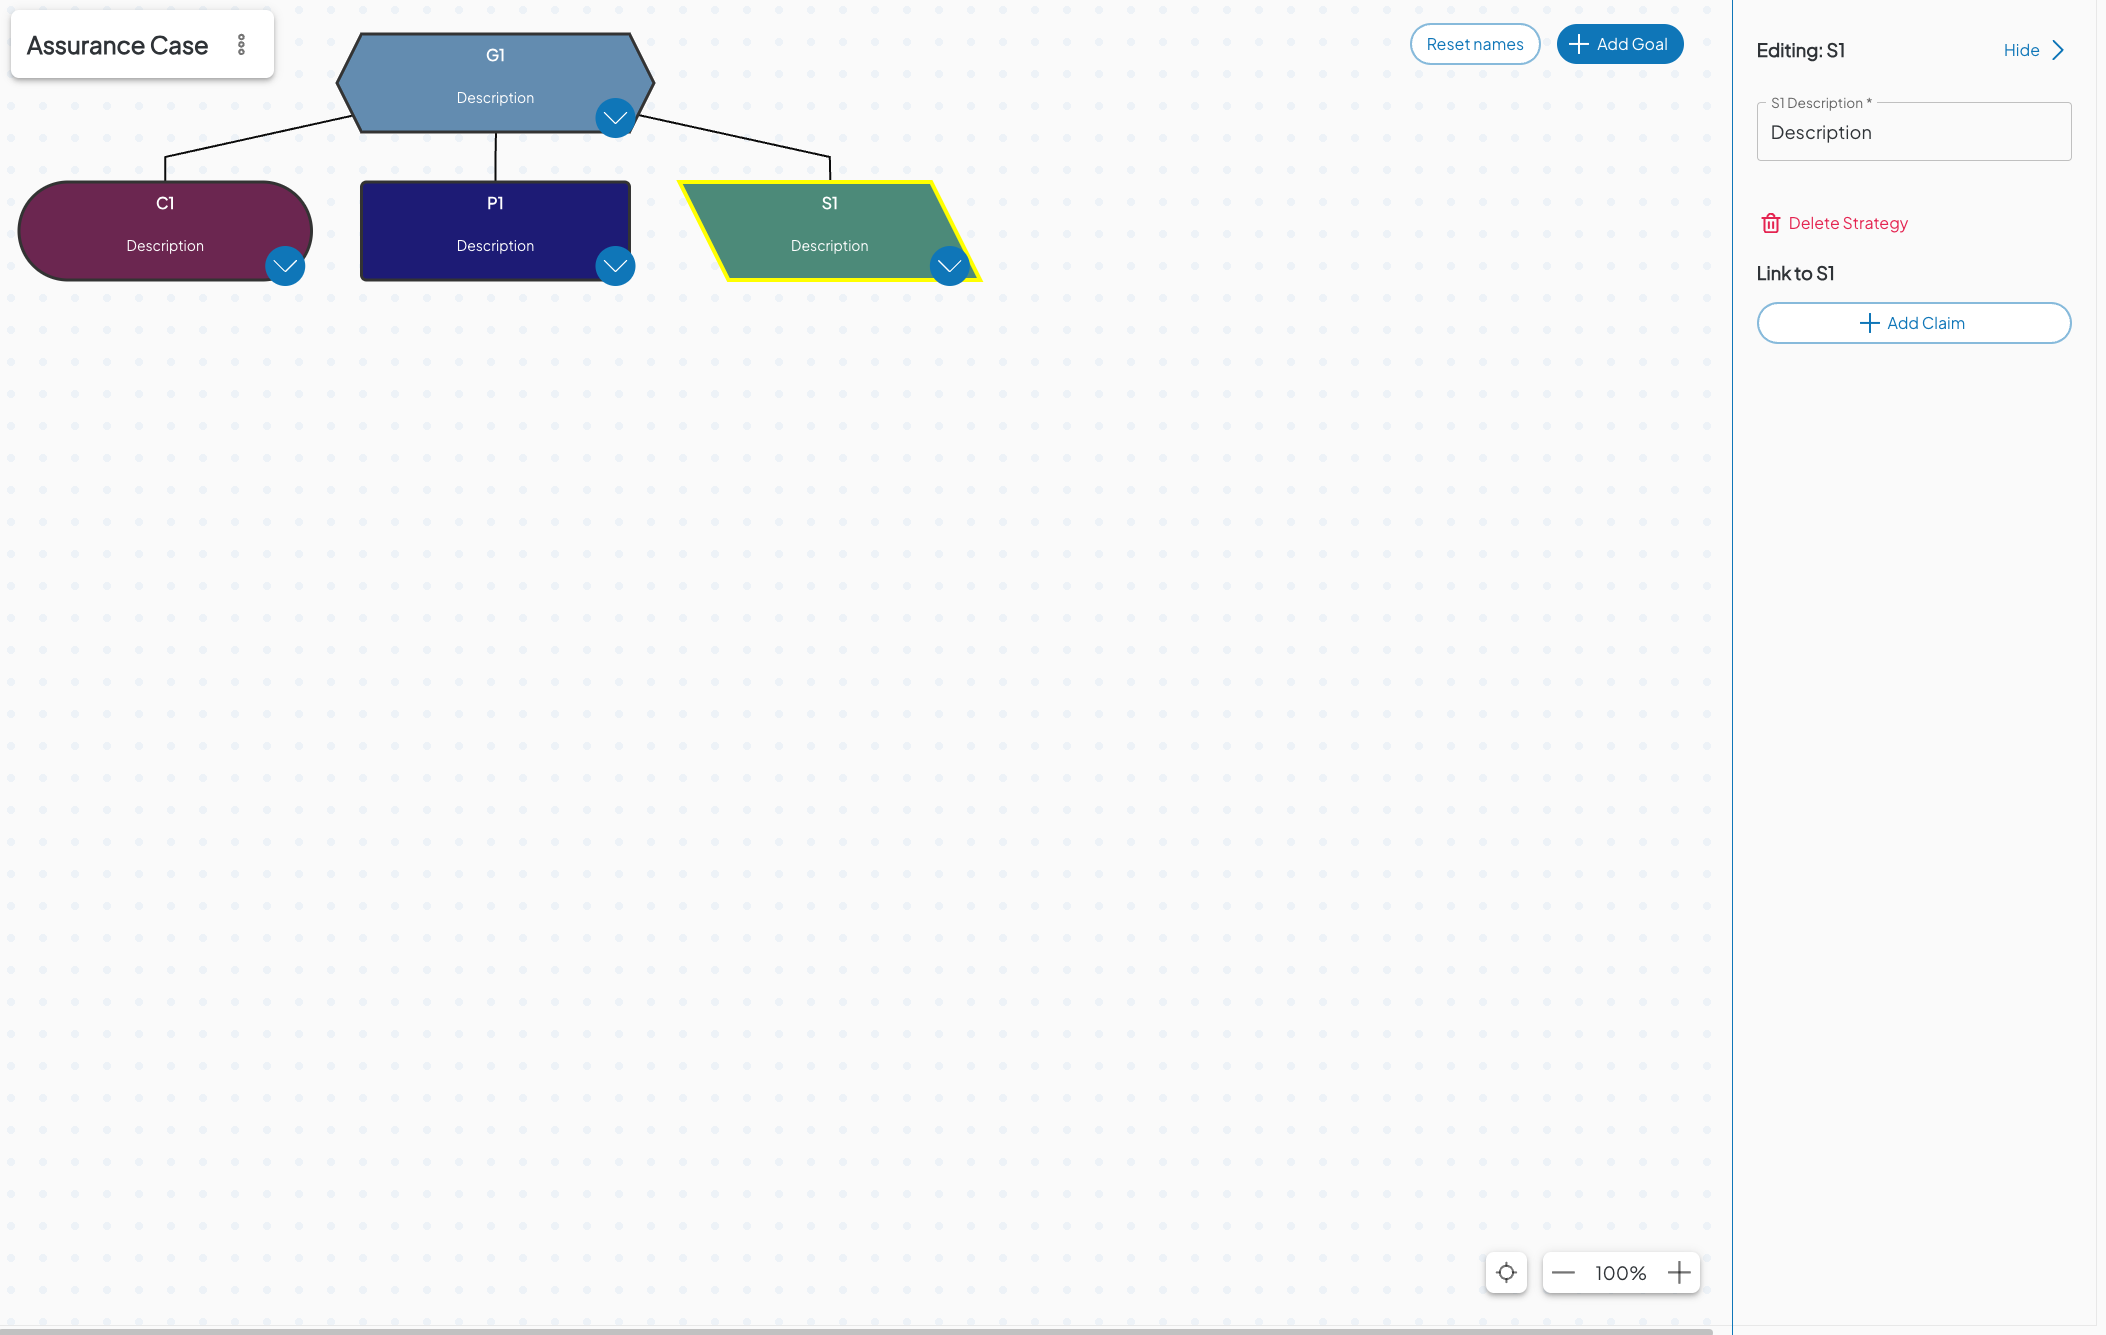 Assurance Case
G1
Description
Reset names
Add Goal
C1
Description
P1
Description
S1
Description
Editing: S1
Hide
S1 Description *
Description
Delete Strategy
Link to S1
Add Claim
100%